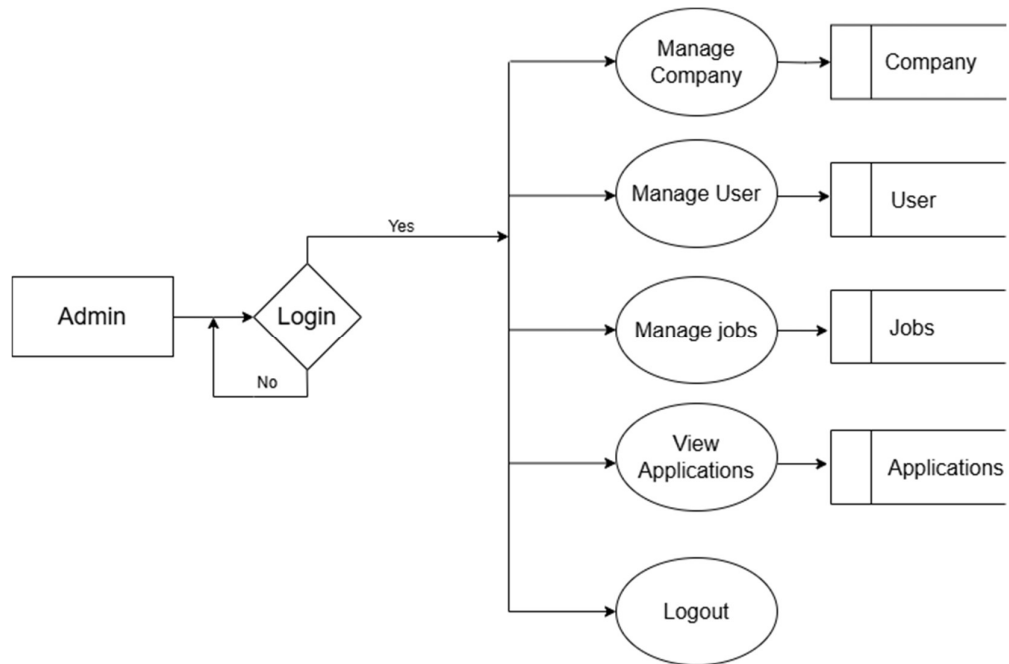 Manage
Company
Company
Manage User
User
Yes
Admin
Login
No
Manage jobs
Jobs
View
Applications
Applications
Logout